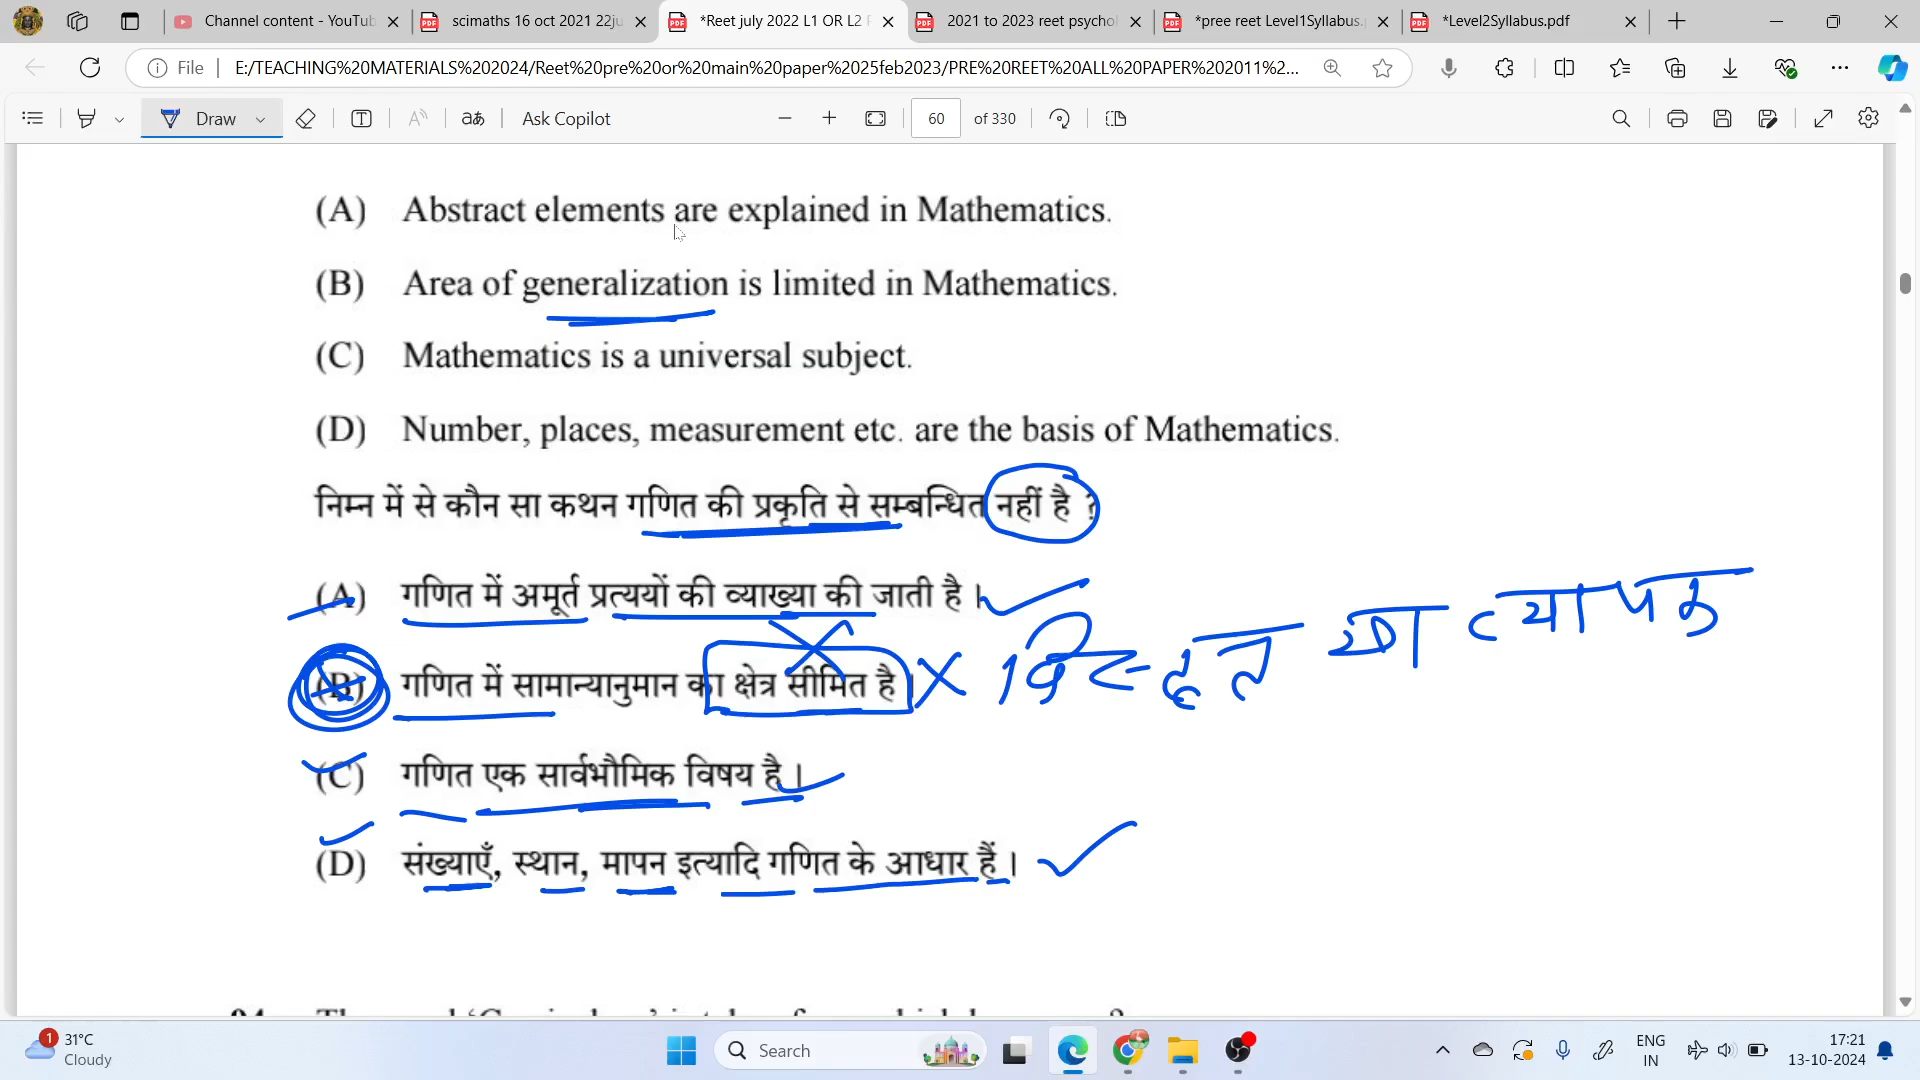 Channel content - YouTub
scimaths 16 oct 2021 22ju
*Reet july 2022 L1 OR L2 P
2021 to 2023 reet psychol
*pree reet Level1Syllabus.
*Level2Syllabus.pdf
File
E:/TEACHING%20MATERIALS%202024/Reet%20pre%20or%20main%20paper%2025feb2023/PRE%20REET%20ALL%20PAPER%202011%2...
Draw
Ask Copilot
60 of 330
(A) Abstract elements are explained in Mathematics.
(B) Area of generalization is limited in Mathematics.
(C) Mathematics is a universal subject.
(D) Number, places, measurement etc. are the basis of Mathematics.
निम्न में से कौन सा कथन गणित की प्रकृति से सम्बन्धित नहीं है ?
(A) गणित में अमूर्त प्रत्ययों की व्याख्या की जाती है ।
(B) गणित में सामान्यानुमान का क्षेत्र सीमित है ।
व्यापक
(C) गणित एक सार्वभौमिक विषय है ।
(D) संख्याएँ, स्थान, मापन इत्यादि गणित के आधार हैं ।
1
31°C
Cloudy
Search
ENG
IN
17:21
13-10-2024